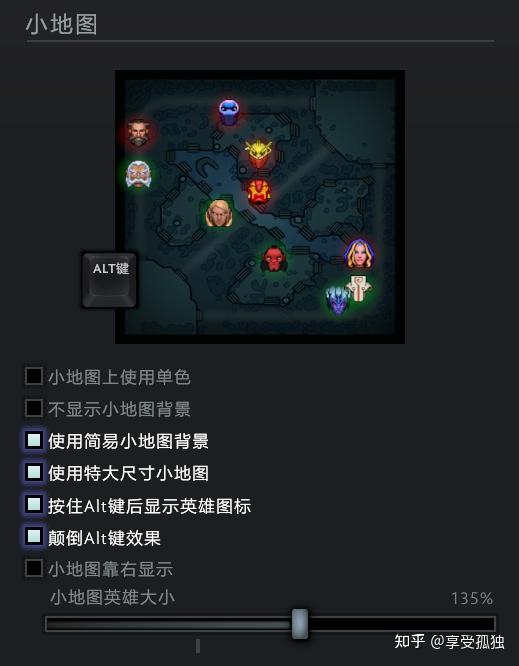 小地图
ALT键
小地图上使用单色
不显示小地图背景
使用简易小地图背景
使用特大尺寸小地图
按住Alt键后显示英雄图标
颠倒Alt键效果
小地图靠右显示
小地图英雄大小 135%
知乎 @享受孤独